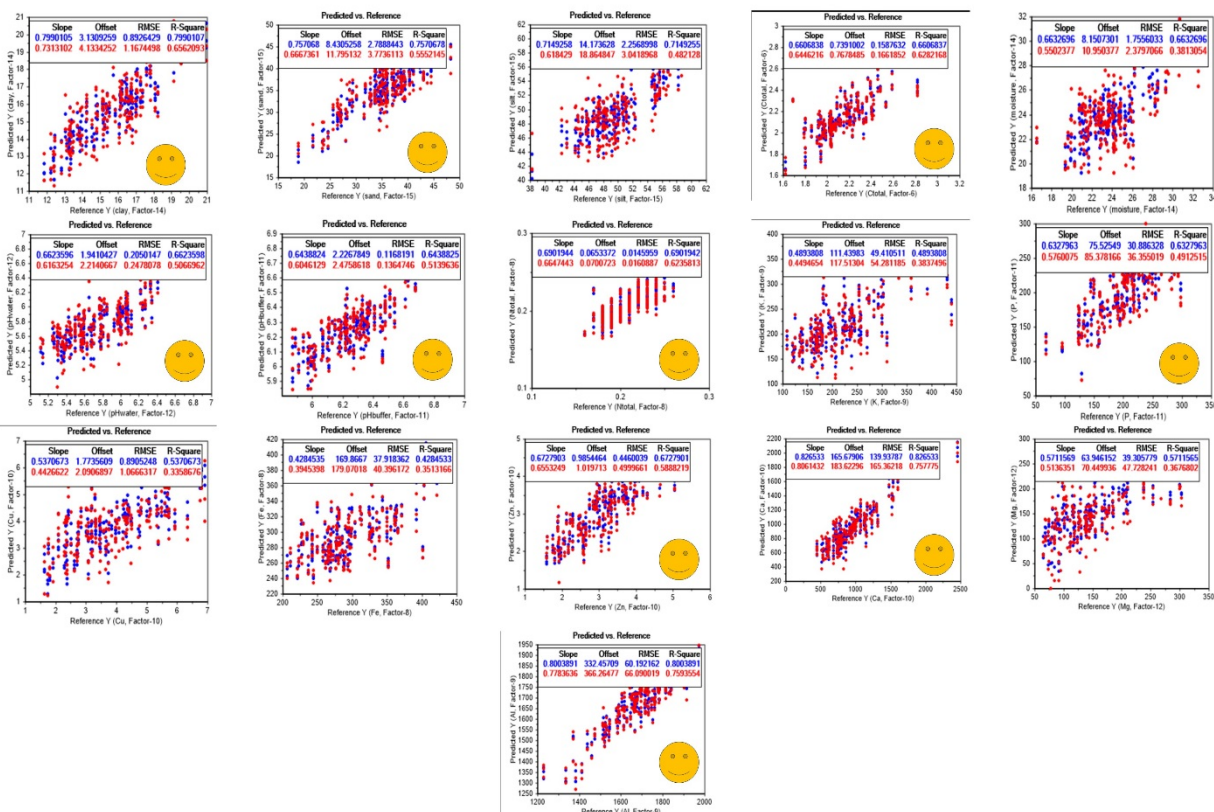 Slope Offset RMSE R-Square
0.7990105 3.1309259 0.8926429 0.7990107
0.7313102 4.1334252 1.1674498 0.6562093
Predicted Y (clay, Factor-14)
Reference Y (clay, Factor-14)
Predicted vs. Reference
Slope Offset RMSE R-Square
0.757068 8.4305258 2.7888443 0.7570678
0.6667361 11.795132 3.7736113 0.5552145
Predicted Y (sand, Factor-15)
Reference Y (sand, Factor-15)
Predicted vs. Reference
Slope Offset RMSE R-Square
0.7149258 14.173628 2.2568998 0.7149255
0.618429 18.864847 3.0418968 0.482128
Predicted Y (silt, Factor-15)
Reference Y (silt, Factor-15)
Predicted vs. Reference
Slope Offset RMSE R-Square
0.6606838 0.7391002 0.1587632 0.6606837
0.6446216 0.7678485 0.1661852 0.6282168
Predicted Y (Ctotal, Factor-6)
Reference Y (Ctotal, Factor-6)
Predicted vs. Reference
Slope Offset RMSE R-Square
0.6632696 8.1507301 1.7556033 0.6632696
0.5502377 10.950377 2.3797066 0.3813054
Predicted Y (moisture, Factor-14)
Reference Y (moisture, Factor-14)
Predicted vs. Reference
Slope Offset RMSE R-Square
0.6623596 1.9410427 0.2050147 0.6623598
0.6163254 2.2140667 0.2478078 0.5066962
Predicted Y (pHwater, Factor-12)
Reference Y (pHwater, Factor-12)
Predicted vs. Reference
Slope Offset RMSE R-Square
0.6438824 2.2267849 0.1168191 0.6438825
0.6046129 2.4758618 0.1364746 0.5139636
Predicted Y (pHbuffer, Factor-11)
Reference Y (pHbuffer, Factor-11)
Predicted vs. Reference
Slope Offset RMSE R-Square
0.6901944 0.0653372 0.0145959 0.6901942
0.6647443 0.0700723 0.0160887 0.6235813
Predicted Y (Ntotal, Factor-8)
Reference Y (Ntotal, Factor-8)
Predicted vs. Reference
Slope Offset RMSE R-Square
0.4893808 111.43983 49.410511 0.4893808
0.4494654 117.51304 54.281185 0.3837496
Predicted Y (K, Factor-9)
Reference Y (K, Factor-9)
Predicted vs. Reference
Slope Offset RMSE R-Square
0.6327963 75.52549 30.886328 0.6327963
0.5760075 85.378166 36.355019 0.4912515
Predicted Y (P, Factor-11)
Reference Y (P, Factor-11)
Predicted vs. Reference
Slope Offset RMSE R-Square
0.5370673 1.7735609 0.8905248 0.5370673
0.4426622 2.0906897 1.0666317 0.3358676
Predicted Y (Cu, Factor-10)
Reference Y (Cu, Factor-10)
Predicted vs. Reference
Slope Offset RMSE R-Square
0.4284535 169.8667 37.918362 0.4284533
0.3945398 179.07018 40.396172 0.3513166
Predicted Y (Fe, Factor-8)
Reference Y (Fe, Factor-8)
Predicted vs. Reference
Slope Offset RMSE R-Square
0.6727903 0.9854464 0.4460039 0.6727901
0.6553249 1.019713 0.4999661 0.5888219
Predicted Y (Zn, Factor-10)
Reference Y (Zn, Factor-10)
Predicted vs. Reference
Slope Offset RMSE R-Square
0.826533 165.67906 139.93787 0.826533
0.8061432 183.62296 165.36218 0.757775
Predicted Y (Ca, Factor-10)
Reference Y (Ca, Factor-10)
Predicted vs. Reference
Slope Offset RMSE R-Square
0.5711569 63.946152 39.305779 0.5711565
0.5136351 70.449936 47.728241 0.3676802
Predicted Y (Mg, Factor-12)
Reference Y (Mg, Factor-12)
Predicted vs. Reference
Slope Offset RMSE R-Square
0.8003891 332.45709 60.192162 0.8003891
0.7783636 366.26477 66.090019 0.7593554
Predicted Y (Al, Factor-9)